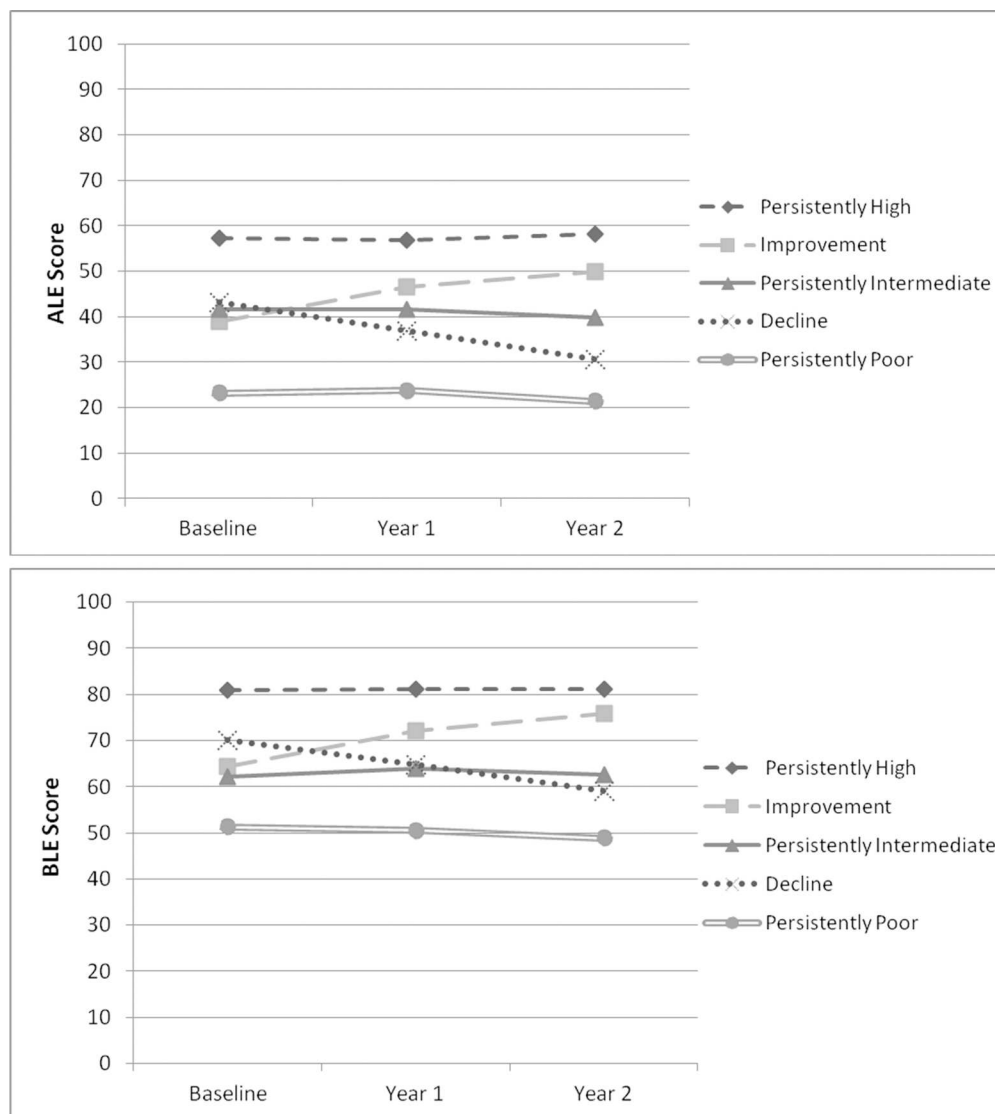 100
90
80
70
60
50
40
30
20
10
0
ALE Score
Baseline
Year 1
Year 2
Persistently High
Improvement
Persistently Intermediate
Decline
Persistently Poor
100
90
80
70
60
50
40
30
20
10
0
BLE Score
Baseline
Year 1
Year 2
Persistently High
Improvement
Persistently Intermediate
Decline
Persistently Poor